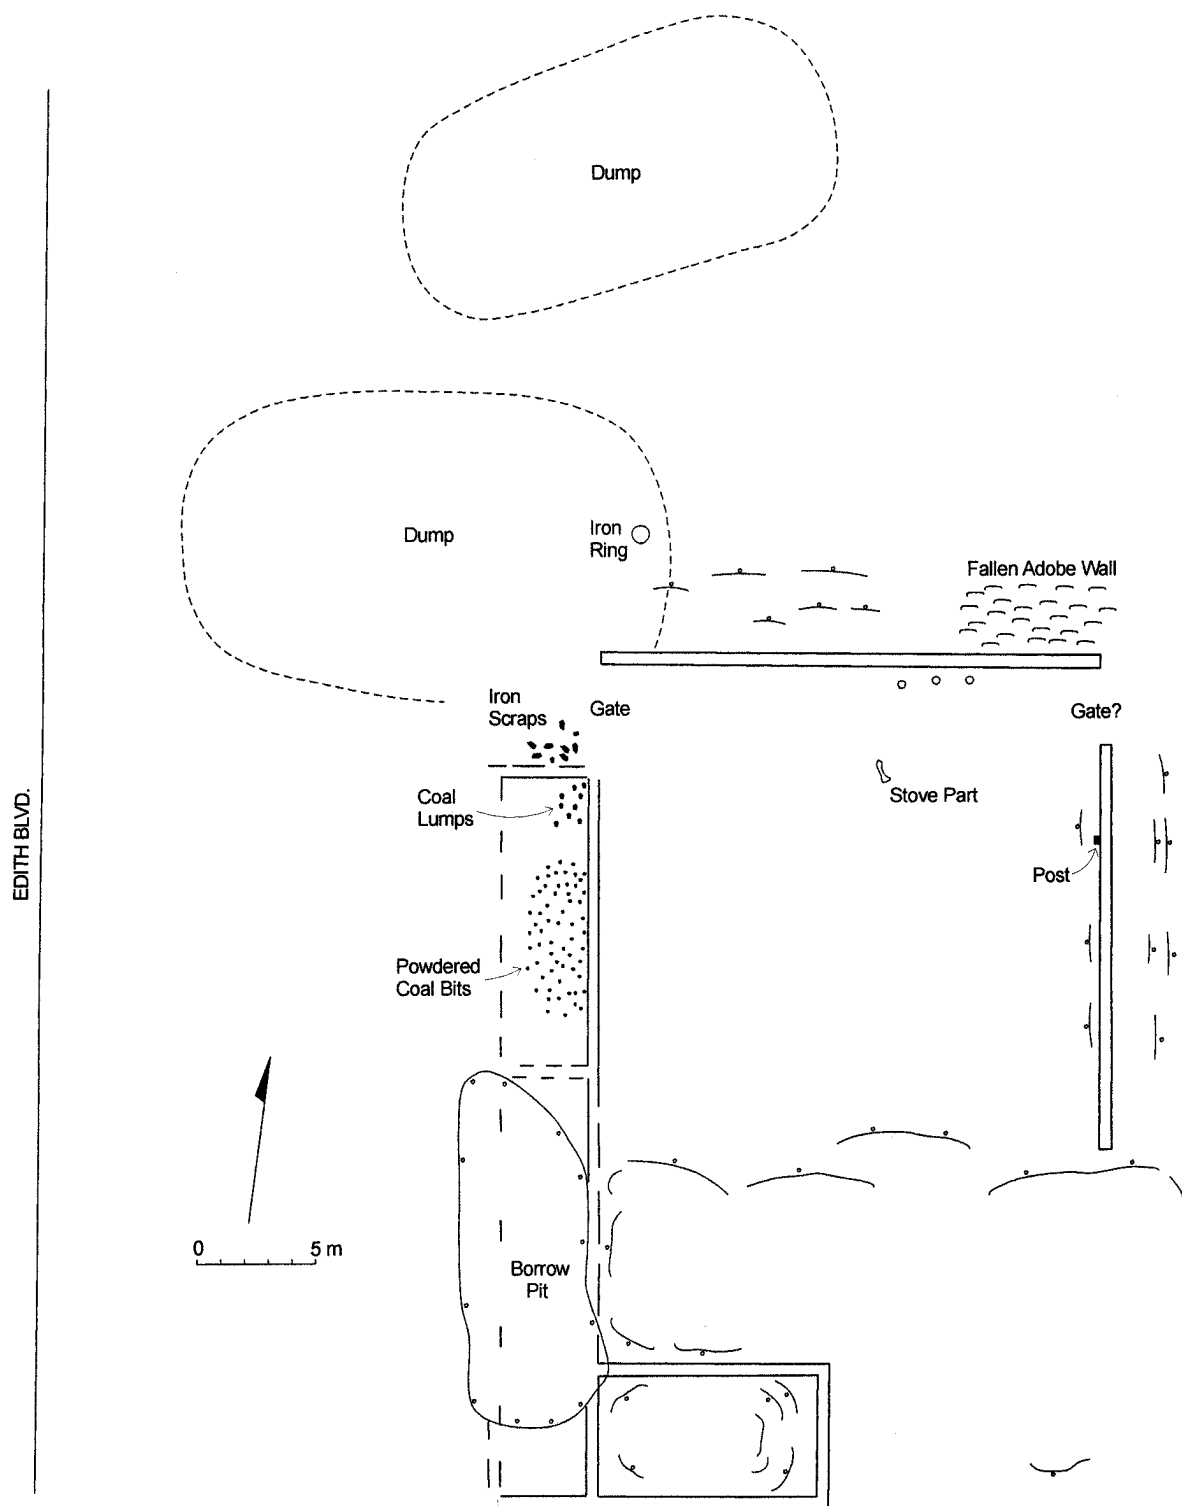 Dump
Dump
Iron
Ring
Fallen Adobe Wall
Iron
Scraps
Gate
Gate?
Coal
Lumps
Stove Part
EDITH BLVD.
Post
Powdered
Coal Bits
0 5 m
Borrow
Pit